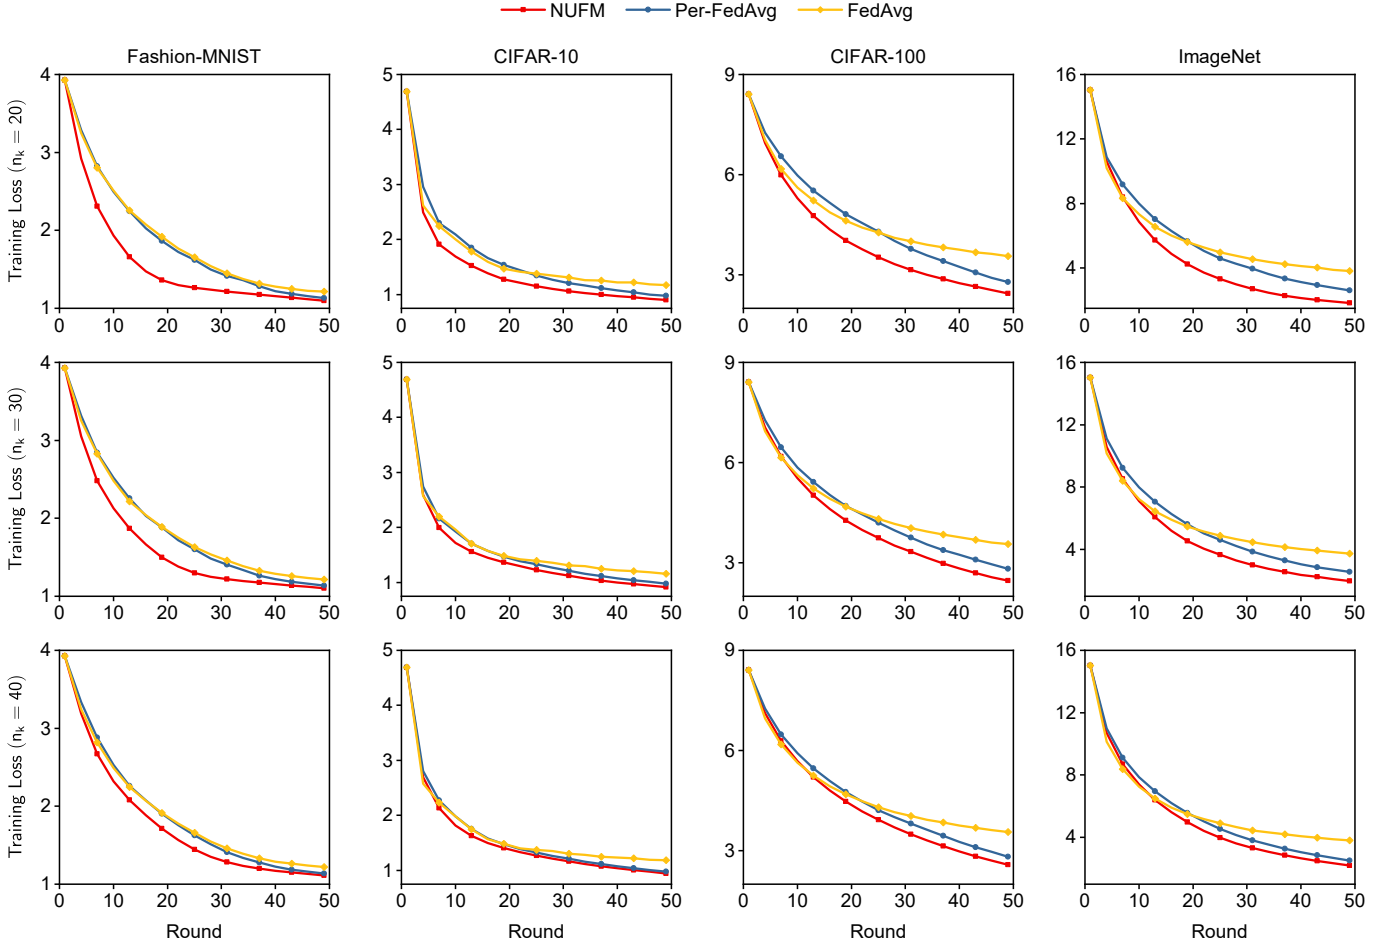 NUFM Per-FedAvg FedAvg
Fashion-MNIST CIFAR-10 CIFAR-100 ImageNet
Training Loss (nₖ = 20)
4
3
2
1
0 10 20 30 40 50
5
4
3
2
1
0 10 20 30 40 50
9
6
3
0 10 20 30 40 50
16
12
8
4
0 10 20 30 40 50
Training Loss (nₖ = 30)
4
3
2
1
0 10 20 30 40 50
5
4
3
2
1
0 10 20 30 40 50
9
6
3
0 10 20 30 40 50
16
12
8
4
0 10 20 30 40 50
Training Loss (nₖ = 40)
4
3
2
1
0 10 20 30 40 50
5
4
3
2
1
0 10 20 30 40 50
9
6
3
0 10 20 30 40 50
16
12
8
4
0 10 20 30 40 50
Round Round Round Round